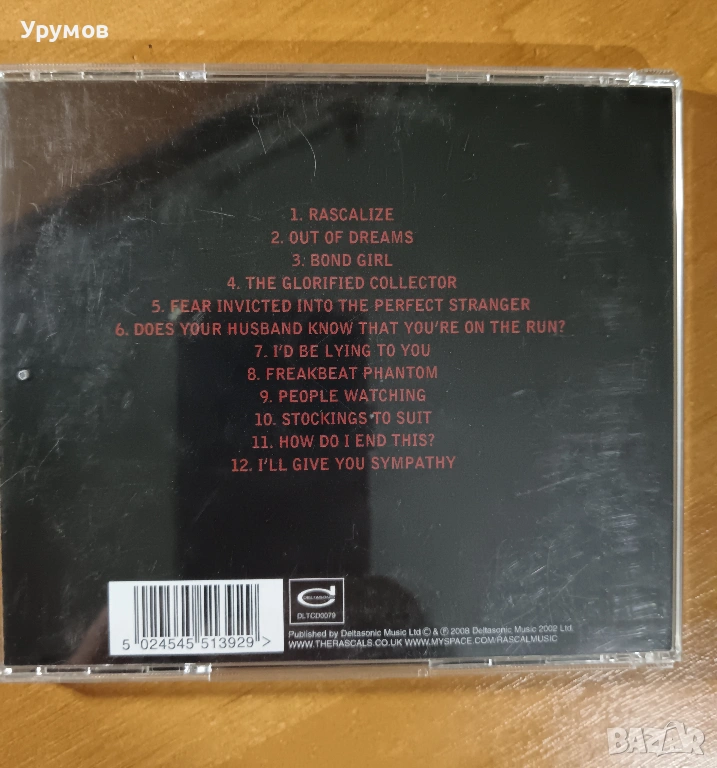 Урумов
1. RASCALIZE
2. OUT OF DREAMS
3. BOND GIRL
4. THE GLORIFIED COLLECTOR
5. FEAR INVICTED INTO THE PERFECT STRANGER
6. DOES YOUR HUSBAND KNOW THAT YOU'RE ON THE RUN?
7. I'D BE LYING TO YOU
8. FREAKBEAT PHANTOM
9. PEOPLE WATCHING
10. STOCKINGS TO SUIT
11. HOW DO I END THIS?
12. I'LL GIVE YOU SYMPATHY
DELTASONIC
DLTCD0079
5 024545 513929 >
Published by Deltasonic Music Ltd © & ℗ 2008 Deltasonic Music 2002 Ltd.
WWW.THERASCALS.CO.UK WWW.MYSPACE.COM/RASCALMUSIC
BAZAR